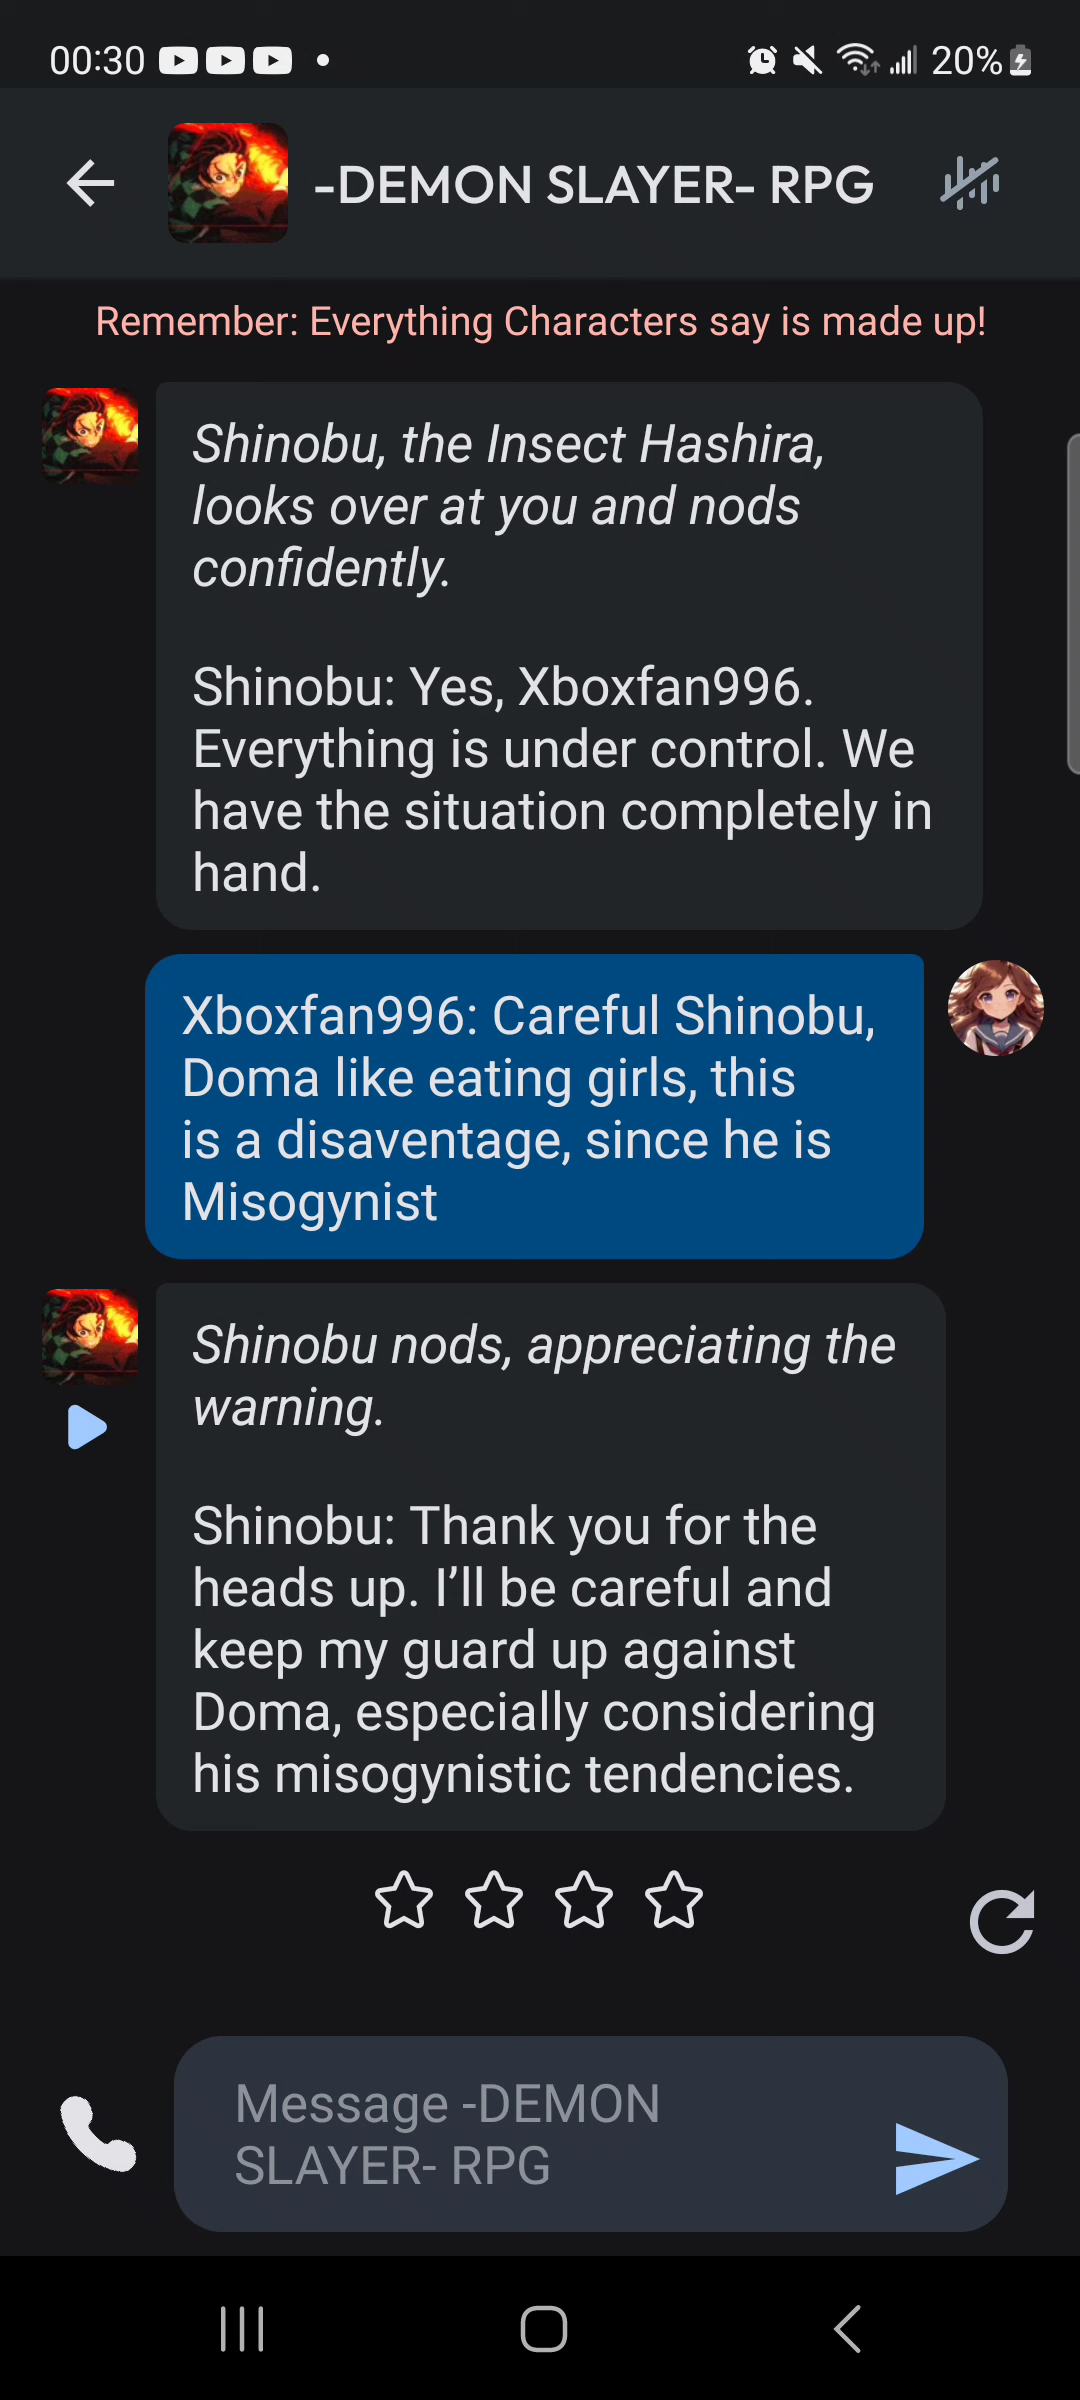 00:30
20%
-DEMON SLAYER- RPG
Remember: Everything Characters say is made up!
Shinobu, the Insect Hashira,
looks over at you and nods
confidently.
Shinobu: Yes, Xboxfan996.
Everything is under control. We
have the situation completely in
hand.
Xboxfan996: Careful Shinobu,
Doma like eating girls, this
is a disaventage, since he is
Misogynist
Shinobu nods, appreciating the
warning.
Shinobu: Thank you for the
heads up. I’ll be careful and
keep my guard up against
Doma, especially considering
his misogynistic tendencies.
Message -DEMON
SLAYER- RPG